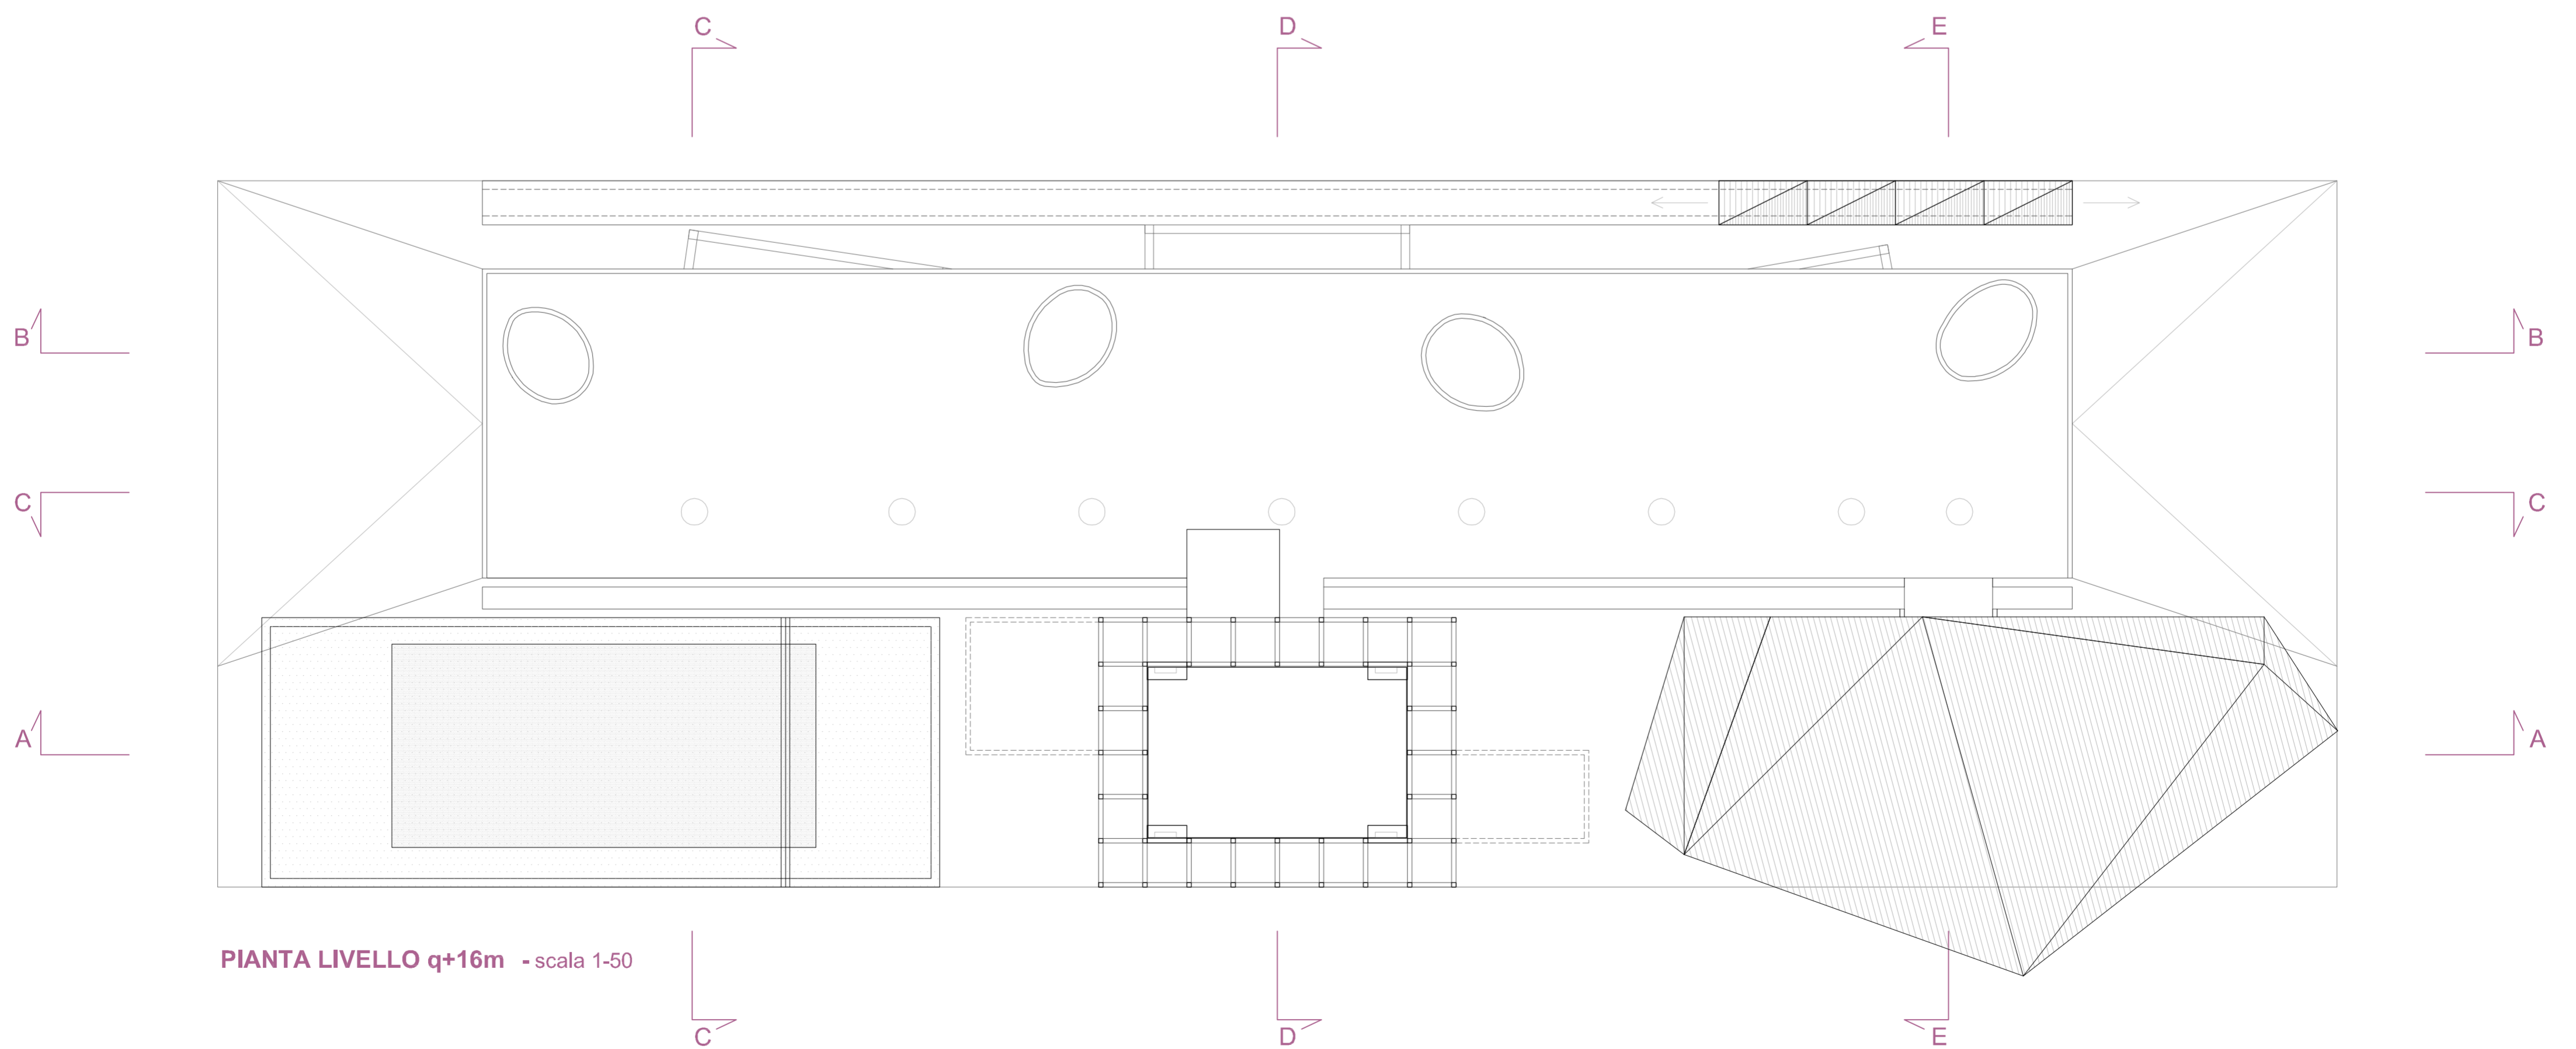 C D E
B B
C C
A A
PIANTA LIVELLO q+16m - scala 1-50
C D E